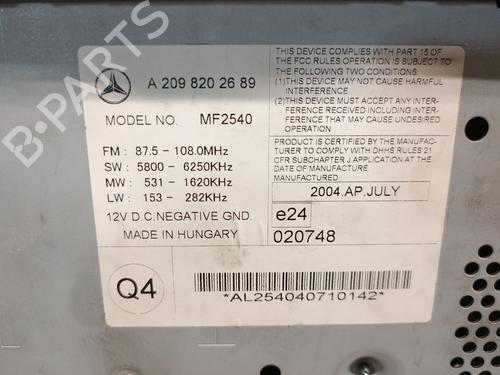 B-PARTS
A 209 820 26 89
MODEL NO. MF2540
FM : 87.5 - 108.0MHz
SW : 5800 - 6250KHz
MW : 531 - 1620KHz
LW : 153 - 282KHz
12V D.C.NEGATIVE GND.
MADE IN HUNGARY
Q4
THIS DEVICE COMPLIES WITH PART 15 OF
THE FCC RULES OPERATION IS SUBJECT TO
THE FOLLOWING TWO CONDITIONS:
(1)THIS DEVICE MAY NOT CAUSE HARMFUL
INTERFERENCE
(2)THIS DEVICE MUST ACCEPT ANY INTER-
FERENCE RECEIVED INCLUDING INTER-
FERENCE THAT MAY CAUSE UNDESIRED
OPERATION
PRODUCT IS CERTIFIED BY THE MANUFAC-
TURER TO COMPLY WITH DHHS RULES 21
CFR SUBCHAPTER J APPLICATION AT THE
DATE OF MANUFACTURE
MANUFACTURED :
2004.AP.JULY
e24
020748
*AL254040710142*